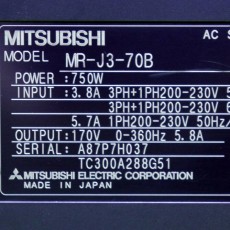 MITSUBISHI AC S
MODEL MR-J3-70B
POWER :750W
INPUT :3.8A 3PH+1PH200-230V 5
3PH+1PH200-230V 6
5.7A 1PH200-230V 50Hz/
OUTPUT:170V 0-360Hz 5.8A
SERIAL:A87P7H037
TC300A288G51
MITSUBISHI ELECTRIC CORPORATION
MADE IN JAPAN